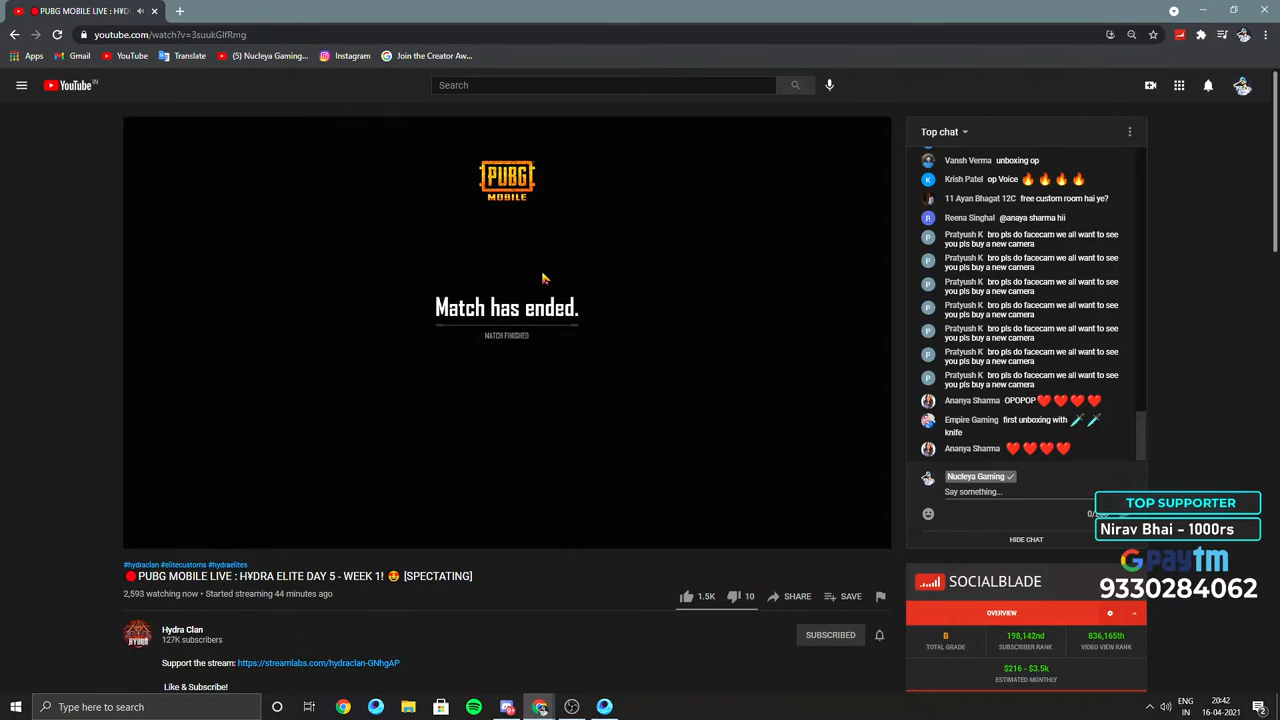 PUBG MOBILE LIVE : H¥D
youtube.com/watch?v=3suukGlfRmg
Apps
Gmail
YouTube
Translate
(5) Nucleya Gaming...
Instagram
Join the Creator Aw...
YouTube IN
Search
Top chat
PUBG
MOBILE
Match has ended.
MATCH FINISHED
Vansh Verma unboxing op
Krish Patel op Voice 🔥 🔥 🔥 🔥
11 Ayan Bhagat 12C free custom room hai ye?
Reena Singhal @anaya sharma hii
Pratyush K bro pls do facecam we all want to see
you pls buy a new camera
Pratyush K bro pls do facecam we all want to see
you pls buy a new camera
Pratyush K bro pls do facecam we all want to see
you pls buy a new camera
Pratyush K bro pls do facecam we all want to see
you pls buy a new camera
Pratyush K bro pls do facecam we all want to see
you pls buy a new camera
Pratyush K bro pls do facecam we all want to see
you pls buy a new camera
Pratyush K bro pls do facecam we all want to see
you pls buy a new camera
Ananya Sharma OPOPOP❤️ ❤️ ❤️ ❤️
Empire Gaming first unboxing with 🗡️ 🗡️
knife
Ananya Sharma ❤️ ❤️ ❤️ ❤️
Nucleya Gaming ✓
Say something...
HIDE CHAT
TOP SUPPORTER
Nirav Bhai - 1000rs
G paytm
9330284062
#hydraclan #elitecustoms #hydraelites
🔴PUBG MOBILE LIVE : H¥DRA ELITE DAY 5 - WEEK 1! 😍 [SPECTATING]
2,593 watching now • Started streaming 44 minutes ago
1.5K
10
SHARE
SAVE
Hydra Clan
127K subscribers
SUBSCRIBED
Support the stream: https://streamlabs.com/hydraclan-GNhgAP
Like & Subscribe!
SOCIALBLADE
OVERVIEW
B
TOTAL GRADE
198,142nd
SUBSCRIBER RANK
836,165th
VIDEO VIEW RANK
$216 - $3.5k
ESTIMATED MONTHLY
Type here to search
ENG
IN
20:42
16-04-2021